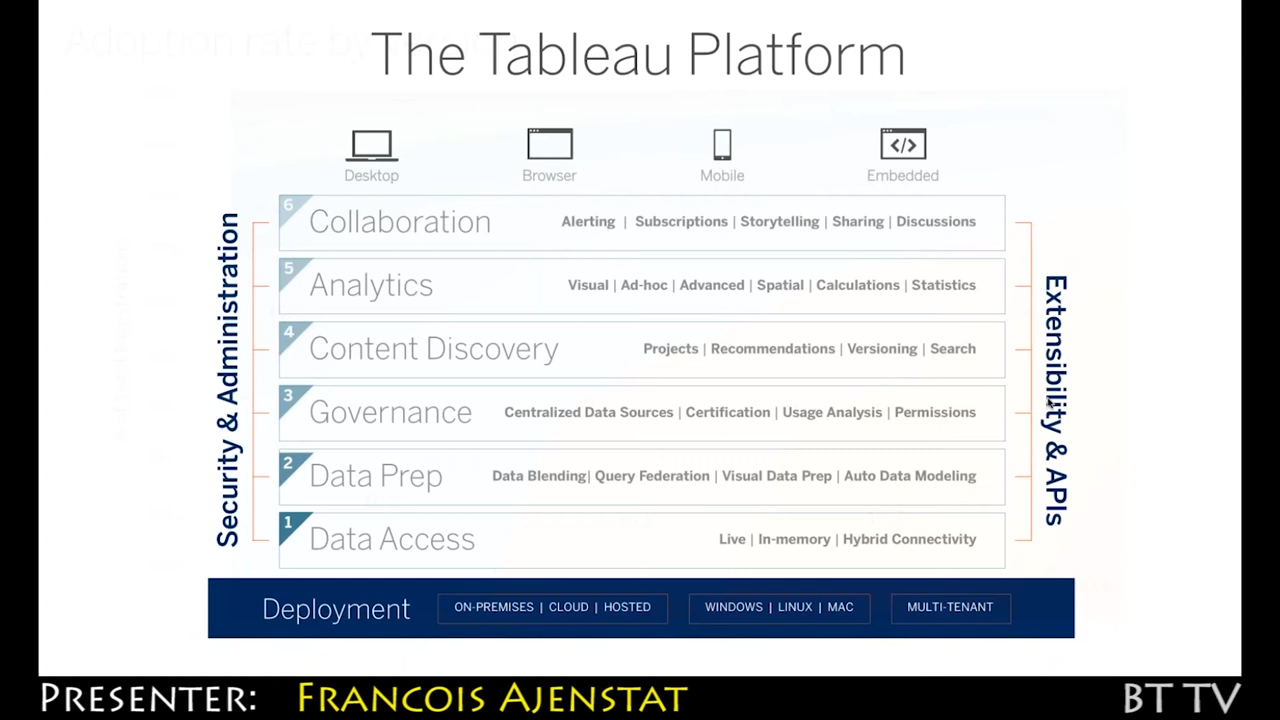 Adoption rate by
The Tableau Platform
Desktop
Browser
Mobile
Embedded
6
Collaboration
Alerting | Subscriptions | Storytelling | Sharing | Discussions
5
Analytics
Visual | Ad-hoc | Advanced | Spatial | Calculations | Statistics
4
Content Discovery
Projects | Recommendations | Versioning | Search
3
Governance
Centralized Data Sources | Certification | Usage Analysis | Permissions
2
Data Prep
Data Blending| Query Federation | Visual Data Prep | Auto Data Modeling
1
Data Access
Live | In-memory | Hybrid Connectivity
Security & Administration
Extensibility & APIs
Deployment
ON-PREMISES | CLOUD | HOSTED
WINDOWS | LINUX | MAC
MULTI-TENANT
PRESENTER: FRANCOIS AJENSTAT
BT TV